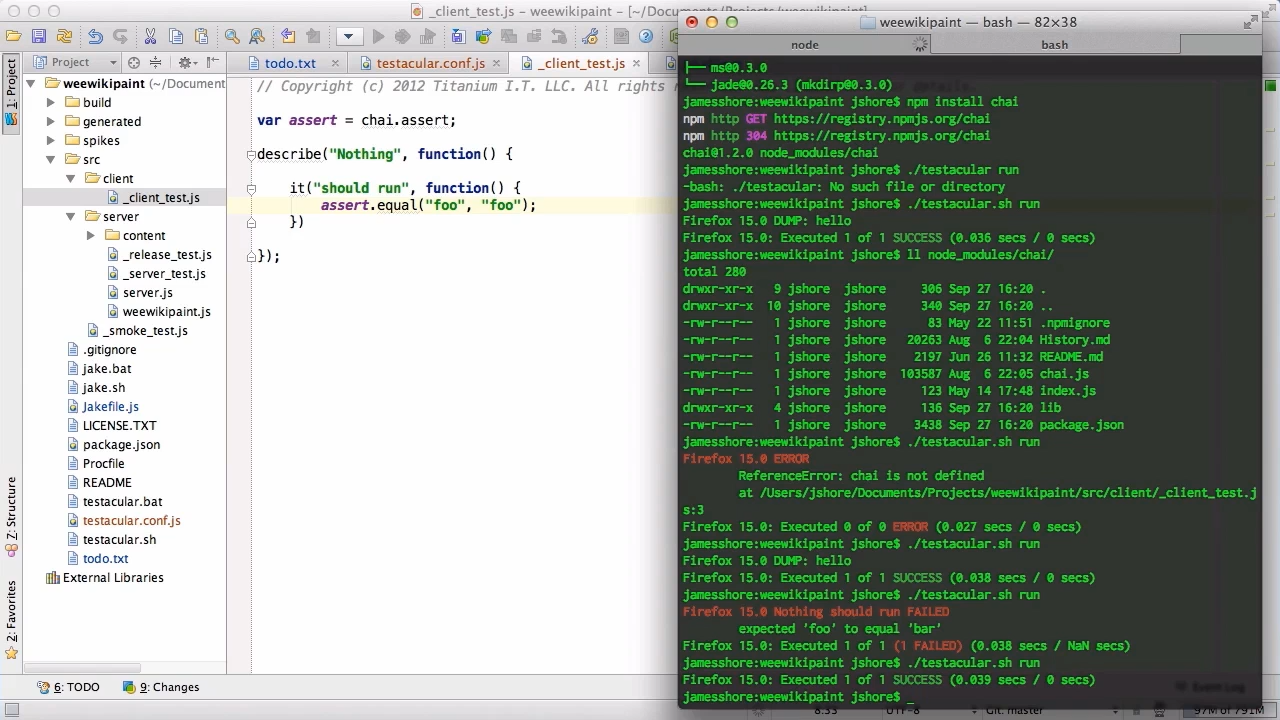 _client_test.js - weewikipaint - [~/Documents/Projects/weewikipa
Project
weewikipaint (~/Document
build
generated
spikes
src
client
_client_test.js
server
content
_release_test.js
_server_test.js
server.js
weewikipaint.js
_smoke_test.js
.gitignore
jake.bat
jake.sh
Jakefile.js
LICENSE.TXT
package.json
Procfile
README
testacular.bat
testacular.conf.js
testacular.sh
todo.txt
External Libraries
1: Project
Z: Structure
2: Favorites
6: TODO
9: Changes
todo.txt
testacular.conf.js
_client_test.js
// Copyright (c) 2012 Titanium I.T. LLC. All rights r
var assert = chai.assert;
describe("Nothing", function() {
it("should run", function() {
assert.equal("foo", "foo");
})
});
weewikipaint — bash — 82×38
node
bash
├── ms@0.3.0
└── jade@0.26.3 (mkdirp@0.3.0)
jamesshore:weewikipaint jshore$ npm install chai
npm http GET https://registry.npmjs.org/chai
npm http 304 https://registry.npmjs.org/chai
chai@1.2.0 node_modules/chai
jamesshore:weewikipaint jshore$ ./testacular run
-bash: ./testacular: No such file or directory
jamesshore:weewikipaint jshore$ ./testacular.sh run
Firefox 15.0 DUMP: hello
Firefox 15.0: Executed 1 of 1 SUCCESS (0.036 secs / 0 secs)
jamesshore:weewikipaint jshore$ ll node_modules/chai/
total 280
drwxr-xr-x 9 jshore jshore 306 Sep 27 16:20 .
drwxr-xr-x 10 jshore jshore 340 Sep 27 16:20 ..
-rw-r--r-- 1 jshore jshore 83 May 22 11:51 .npmignore
-rw-r--r-- 1 jshore jshore 20263 Aug 6 22:04 History.md
-rw-r--r-- 1 jshore jshore 2197 Jun 26 11:32 README.md
-rw-r--r-- 1 jshore jshore 103587 Aug 6 22:05 chai.js
-rw-r--r-- 1 jshore jshore 123 May 14 17:48 index.js
drwxr-xr-x 4 jshore jshore 136 Sep 27 16:20 lib
-rw-r--r-- 1 jshore jshore 3438 Sep 27 16:20 package.json
jamesshore:weewikipaint jshore$ ./testacular.sh run
Firefox 15.0 ERROR
ReferenceError: chai is not defined
at /Users/jshore/Documents/Projects/weewikipaint/src/client/_client_test.j
s:3
Firefox 15.0: Executed 0 of 0 ERROR (0.027 secs / 0 secs)
jamesshore:weewikipaint jshore$ ./testacular.sh run
Firefox 15.0 DUMP: hello
Firefox 15.0: Executed 1 of 1 SUCCESS (0.038 secs / 0 secs)
jamesshore:weewikipaint jshore$ ./testacular.sh run
Firefox 15.0 Nothing should run FAILED
expected 'foo' to equal 'bar'
Firefox 15.0: Executed 1 of 1 (1 FAILED) (0.038 secs / NaN secs)
jamesshore:weewikipaint jshore$ ./testacular.sh run
Firefox 15.0: Executed 1 of 1 SUCCESS (0.039 secs / 0 secs)
jamesshore:weewikipaint jshore$
Event Log
UTF-8
Git: master
97M of 791M